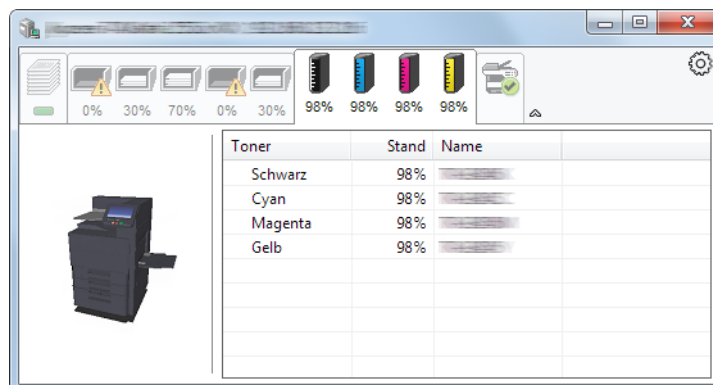 0% 30% 70% 0% 30% 98% 98% 98% 98%
Toner Stand Name
Schwarz 98%
Cyan 98%
Magenta 98%
Gelb 98%